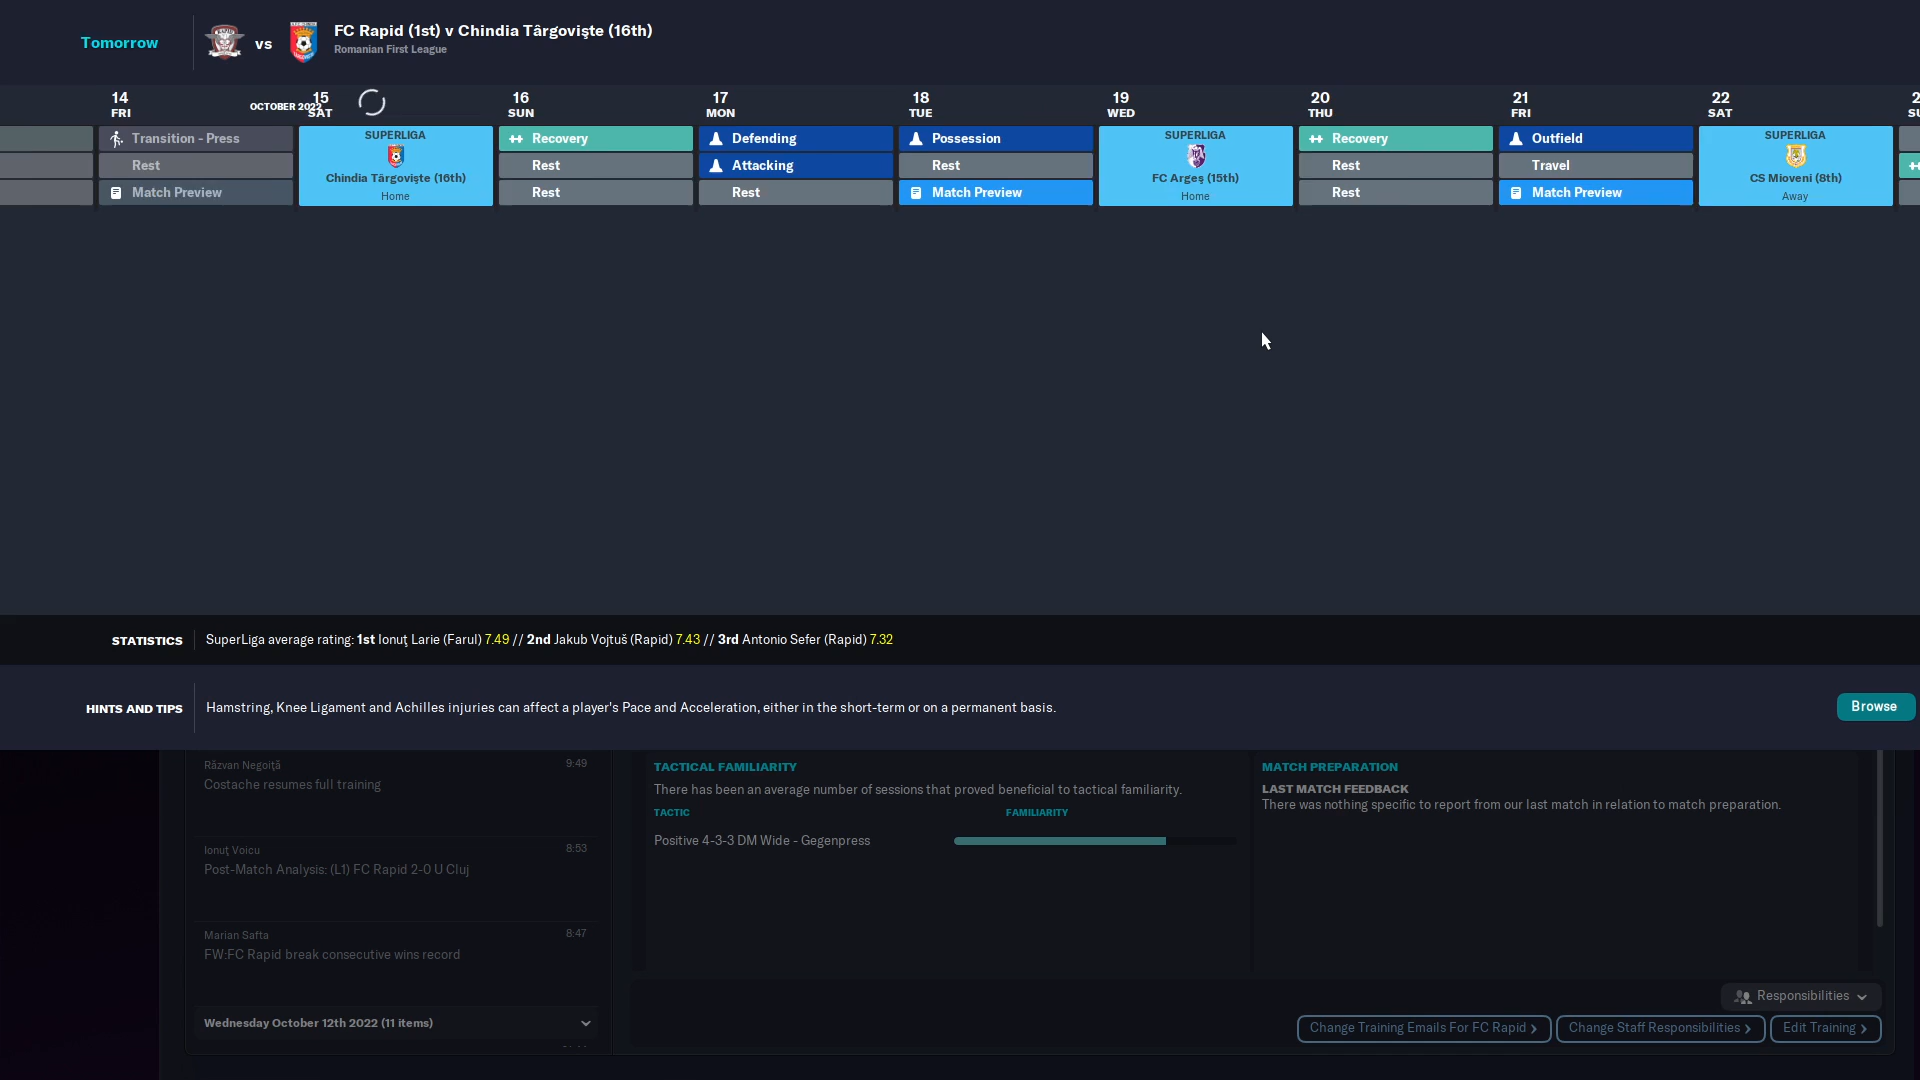 Tomorrow
vs
FC Rapid (1st) v Chindia Târgovişte (16th)
Romanian First League
OCTOBER 2022
14
FRI
15
SAT
16
SUN
17
MON
18
TUE
19
WED
20
THU
21
FRI
22
SAT
Transition - Press
Rest
Match Preview
SUPERLIGA
Chindia Târgovişte (16th)
Home
Recovery
Rest
Rest
Defending
Attacking
Rest
Possession
Rest
Match Preview
SUPERLIGA
FC Argeş (15th)
Home
Recovery
Rest
Rest
Outfield
Travel
Match Preview
SUPERLIGA
CS Mioveni (8th)
Away
STATISTICS
SuperLiga average rating: 1st Ionuţ Larie (Farul) 7.49 // 2nd Jakub Vojtuš (Rapid) 7.43 // 3rd Antonio Sefer (Rapid) 7.32
HINTS AND TIPS
Hamstring, Knee Ligament and Achilles injuries can affect a player's Pace and Acceleration, either in the short-term or on a permanent basis.
Browse
Răzvan Negoiţă
9:49
Costache resumes full training
Ionuţ Voicu
8:53
Post-Match Analysis: (L1) FC Rapid 2-0 U Cluj
Marian Safta
8:47
FW:FC Rapid break consecutive wins record
Wednesday October 12th 2022 (11 items)
TACTICAL FAMILIARITY
There has been an average number of sessions that proved beneficial to tactical familiarity.
TACTIC
FAMILIARITY
Positive 4-3-3 DM Wide - Gegenpress
MATCH PREPARATION
LAST MATCH FEEDBACK
There was nothing specific to report from our last match in relation to match preparation.
Responsibilities
Change Training Emails For FC Rapid
Change Staff Responsibilities
Edit Training